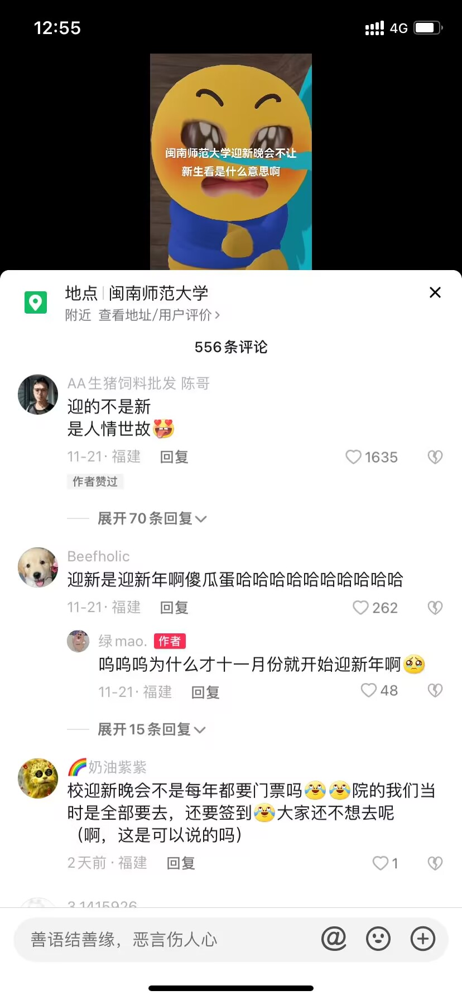 12:55
4G
闽南师范大学迎新晚会不让
新生看是什么意思啊
地点 闽南师范大学
附近 查看地址/用户评价>
556条评论
AA生猪饲料批发 陈哥
迎的不是新
是人情世故
11-21·福建 回复 1635
作者赞过
展开70条回复
Beefholic
迎新是迎新年啊傻瓜蛋哈哈哈哈哈哈哈哈哈哈
11-21·福建 回复 262
绿mao. 作者
呜呜呜为什么才十一月份就开始迎新年啊
11-21·福建 回复 48
展开15条回复
奶油紫紫
校迎新晚会不是每年都要门票吗院的我们当
时是全部要去，还要签到大家还不想去呢
（啊，这是可以说的吗）
2天前·福建 回复 1
3.1415926
善语结善缘，恶言伤人心